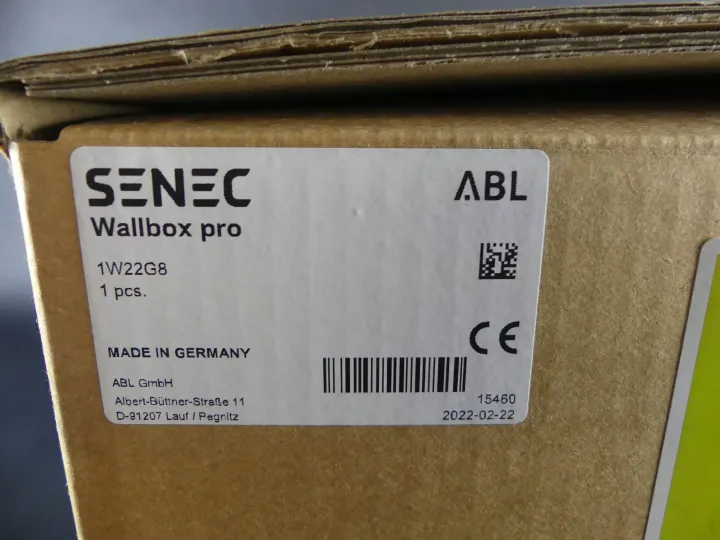 SENEC
ABL
Wallbox pro
1W22G8
1 pcs.
CE
MADE IN GERMANY
ABL GmbH
Albert-Büttner-Straße 11
15460
D-91207 Lauf / Pegnitz
2022-02-22